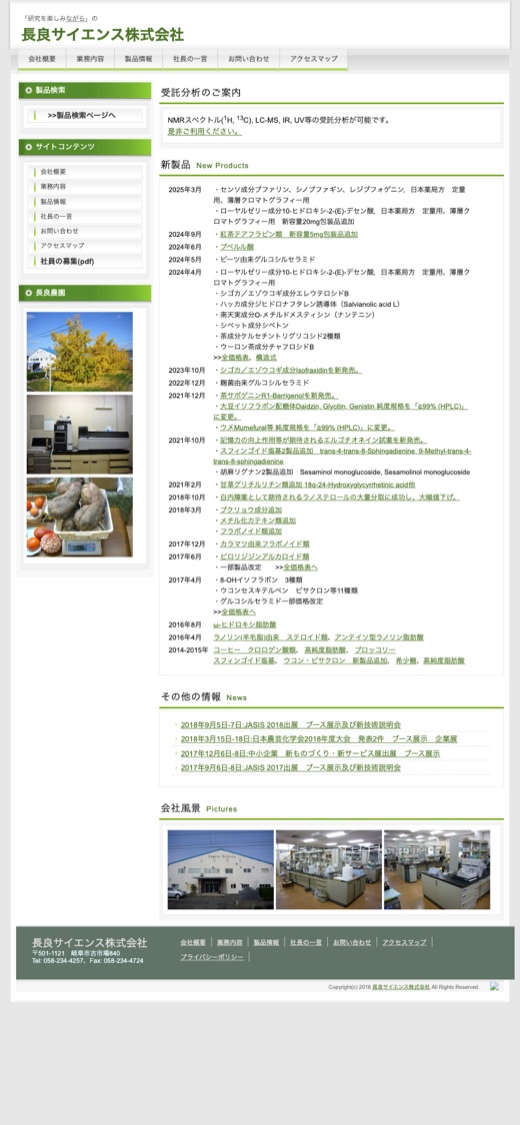 「研究を楽しみながら」の
長良サイエンス株式会社
会社概要
業務内容
製品情報
社長の一言
お問い合わせ
アクセスマップ
製品検索
>>製品検索ページへ
サイトコンテンツ
会社概要
業務内容
製品情報
社長の一言
お問い合わせ
アクセスマップ
社員の募集(pdf)
長良農園
受託分析のご案内
NMRスペクトル(1H, 13C), LC-MS, IR, UV等の受託分析が可能です。
是非ご利用ください。
新製品 New Products
2025年3月 ・センソ成分ブファリン、シノブファギン、レジブフォゲニン, 日本薬局方 定量
用、薄層クロマトグラフィー用
・ローヤルゼリー成分10-ヒドロキシ-2-(E)-デセン酸, 日本薬局方 定量用、薄層ク
ロマトグラフィー用 新容量20mg包装品追加
2024年9月 ・紅茶テアフラビン類 新容量5mg包装品追加
2024年6月 ・プベルル酸
2024年5月 ・ビーツ由来グルコシルセラミド
2024年4月 ・ローヤルゼリー成分10-ヒドロキシ-2-(E)-デセン酸, 日本薬局方 定量用、薄層ク
ロマトグラフィー用
・シゴカ／エゾウコギ成分エレウテロシドB
・ハッカ成分ジヒドロナフタレン誘導体（Salvianolic acid L）
・南天実成分O-メチルドメスティシン（ナンテニン）
・シベット成分シベトン
・茶成分ケルセチントリグリコシド2種類
・ウーロン茶成分チャフロシドB
>>全価格表、構造式
2023年10月 ・シゴカ／エゾウコギ成分Isofraxidinを新発売。
2022年12月 ・麹菌由来グルコシルセラミド
2021年12月 ・茶サポゲニンR1-Barrigenolを新発売。
・大豆イソフラボン配糖体Daidzin, Glycitin, Genistin 純度規格を「≧99% (HPLC)」
に変更。
・ウメMumefural等 純度規格を「≧99% (HPLC)」に変更。
2021年10月 ・記憶力の向上作用等が期待されるエルゴチオネイン試薬を新発売。
・スフィンゴイド塩基2製品追加 trans-4-trans-8-Sphingadienine, 9-Methyl-trans-4-
trans-8-sphingadienine
・胡麻リグナン2製品追加 Sesaminol monoglucoside, Sesamolinol monoglucoside
2021年2月 ・甘草グリチルリチン類追加 18α-24-Hydroxyglycyrrhetinic acid他
2018年10月 ・白内障薬として期待されるラノステロールの大量分取に成功し、大幅値下げ。
2018年3月 ・ブクリョウ成分追加
・メチル化カテキン類追加
・フラボノイド類追加
2017年12月 ・カラマツ由来フラボノイド類
2017年6月 ・ピロリジジンアルカロイド類
・一部製品改定 >>全価格表へ
2017年4月 ・8-OHイソフラボン 3種類
・ウコンセスキテルペン ビサクロン等11種類
・グルコシルセラミド一部価格改定
>>全価格表へ
2016年8月 ω-ヒドロキシ脂肪酸
2016年4月 ラノリン(羊毛脂)由来 ステロイド類、アンテイソ型ラノリン脂肪酸
2014-2015年 コーヒー クロロゲン酸類、 高純度脂肪酸、 ブロッコリー
スフィンゴイド塩基、 ウコン・ビサクロン 新製品追加、 希少糖、高純度脂肪酸
その他の情報 News
2018年9月5日-7日:JASIS 2018出展 ブース展示及び新技術説明会
2018年3月15日-18日:日本農芸化学会2018年度大会 発表2件 ブース展示 企業展
2017年12月6日-8日:中小企業 新ものづくり・新サービス展出展 ブース展示
2017年9月6日-8日:JASIS 2017出展 ブース展示及び新技術説明会
会社風景 Pictures
長良サイエンス株式会社
〒501-1121 岐阜市古市場840
Tel: 058-234-4257、Fax: 058-234-4724
会社概要
業務内容
製品情報
社長の一言
お問い合わせ
アクセスマップ
プライバシーポリシー
Copyright(c) 2018 長良サイエンス株式会社 All Rights Reserved.